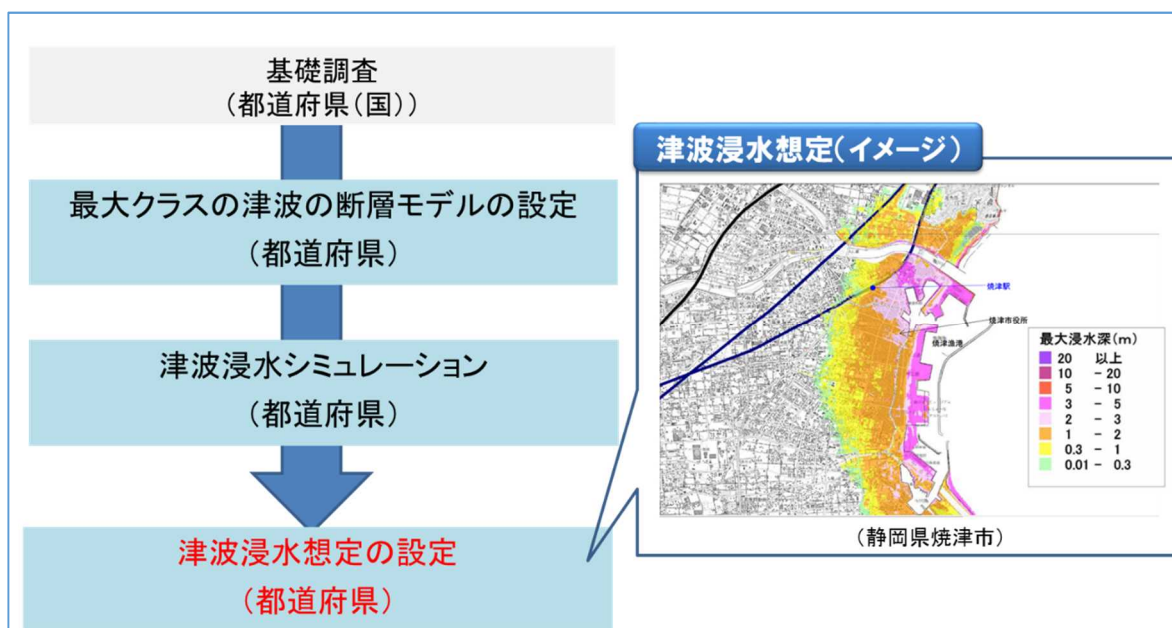 基礎調査
（都道府県（国））
最大クラスの津波の断層モデルの設定
（都道府県）
津波浸水シミュレーション
（都道府県）
津波浸水想定の設定
（都道府県）
津波浸水想定（イメージ）
焼津駅
焼津市役所
焼津漁港
最大浸水深（m）
20 以上
10 - 20
5 - 10
3 - 5
2 - 3
1 - 2
0.3 - 1
0.01 - 0.3
（静岡県焼津市）